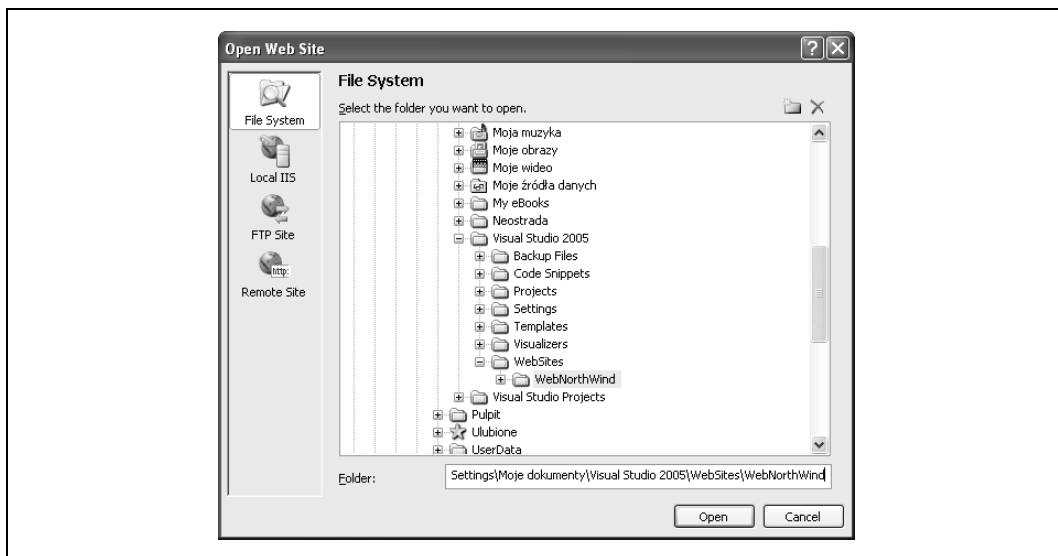 Open Web Site
File System
Local IIS
FTP Site
http:
Remote Site
File System
Select the folder you want to open.
Moja muzyka
Moje obrazy
Moje wideo
Moje źródła danych
My eBooks
Neostrada
Visual Studio 2005
Backup Files
Code Snippets
Projects
Settings
Templates
Visualizers
WebSites
WebNorthWind
Visual Studio Projects
Pulpit
Ulubione
UserData
Folder: Settings\Moje dokumenty\Visual Studio 2005\WebSites\WebNorthWind
Open Cancel